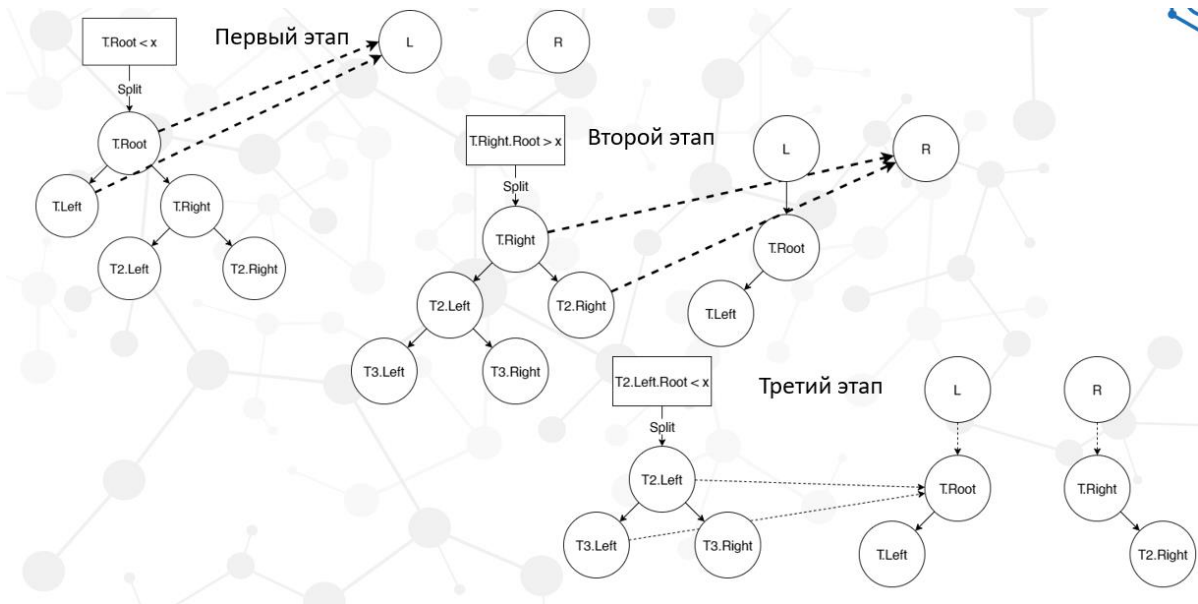 T.Root < x
Первый этап
L
R
Split
T.Root
T.Left
T.Right
T2.Left
T2.Right
T.Right.Root > x
Второй этап
L
R
Split
T.Right
T.Root
T2.Left
T2.Right
T.Left
T3.Left
T3.Right
T2.Left.Root < x
Третий этап
L
R
Split
T2.Left
T.Root
T.Right
T3.Left
T3.Right
T.Left
T2.Right